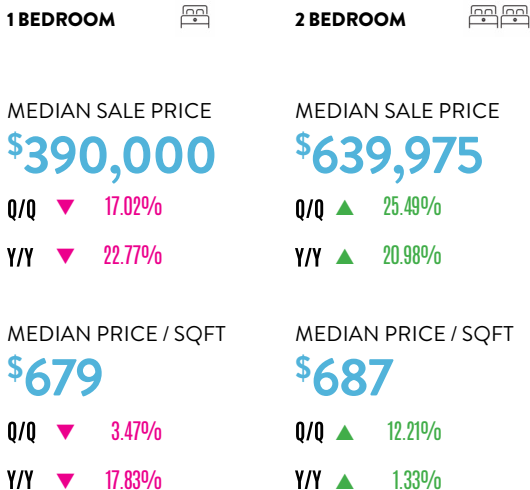 1 BEDROOM
2 BEDROOM
MEDIAN SALE PRICE
$390,000
Q/Q ▼ 17.02%
Y/Y ▼ 22.77%
MEDIAN SALE PRICE
$639,975
Q/Q ▲ 25.49%
Y/Y ▲ 20.98%
MEDIAN PRICE / SQFT
$679
Q/Q ▼ 3.47%
Y/Y ▼ 17.83%
MEDIAN PRICE / SQFT
$687
Q/Q ▲ 12.21%
Y/Y ▲ 1.33%